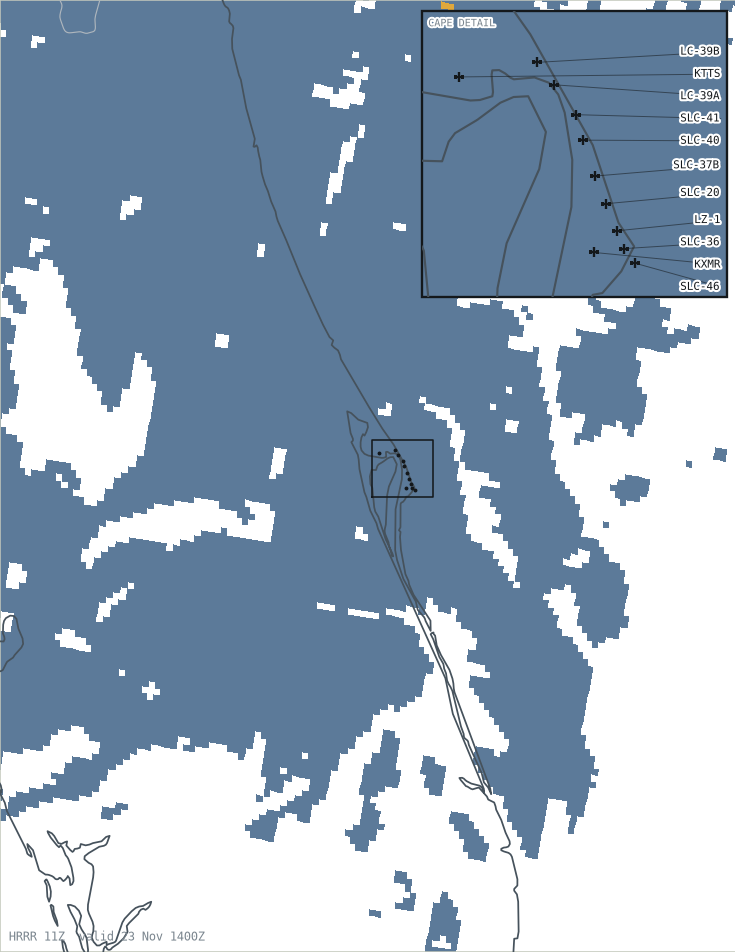 CAPE DETAIL
LC-39B
KTTS
LC-39A
SLC-41
SLC-40
SLC-37B
SLC-20
LZ-1
SLC-36
KXMR
SLC-46
HRRR 11Z valid 23 Nov 1400Z